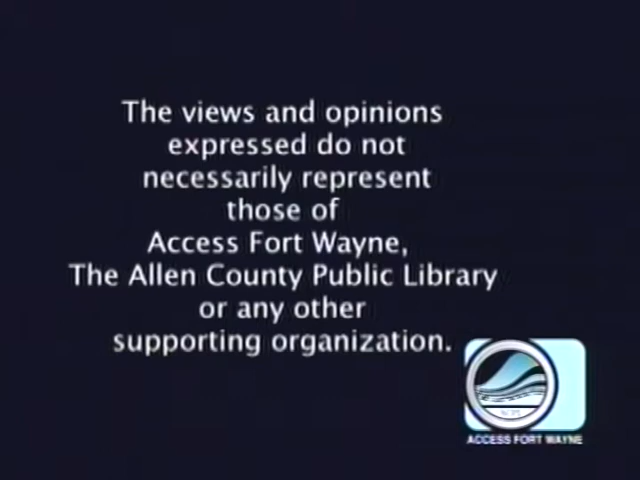 The views and opinions
expressed do not
necessarily represent
those of
Access Fort Wayne,
The Allen County Public Library
or any other
supporting organization.
ACCESS FORT WAYNE